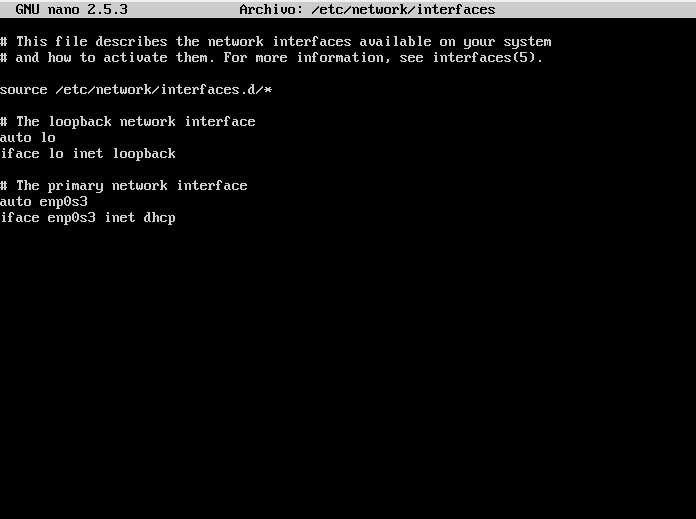 GNU nano 2.5.3 Archivo: /etc/network/interfaces
# This file describes the network interfaces available on your system
# and how to activate them. For more information, see interfaces(5).
source /etc/network/interfaces.d/*
# The loopback network interface
auto lo
iface lo inet loopback
# The primary network interface
auto enp0s3
iface enp0s3 inet dhcp